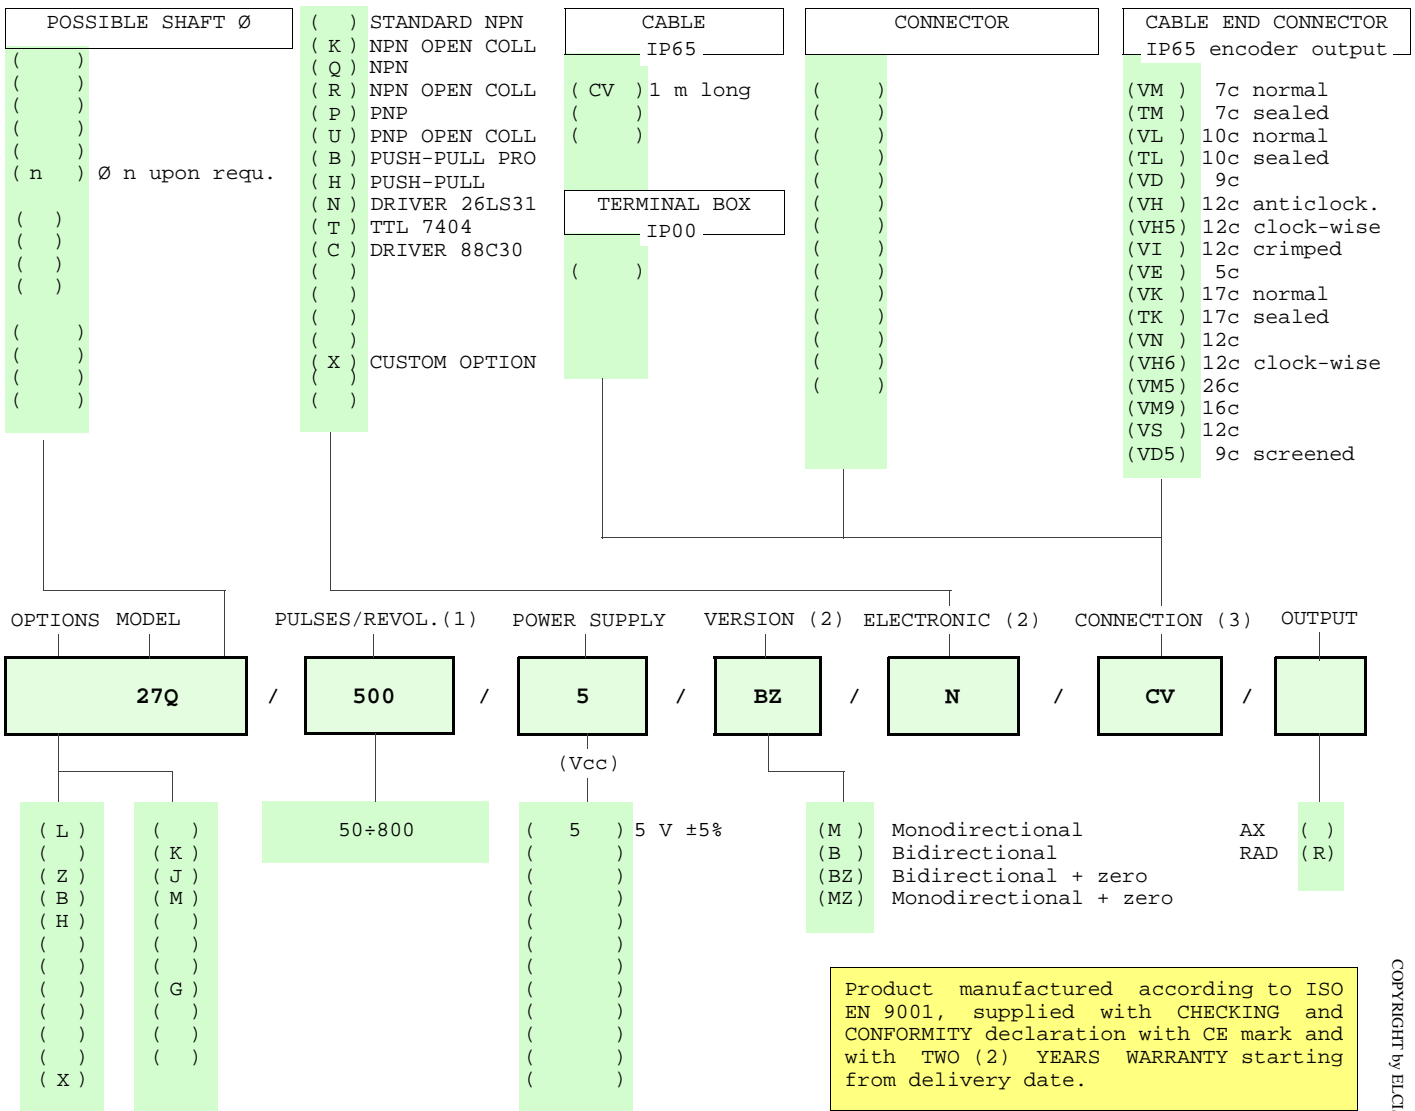 POSSIBLE SHAFT Ø
( )
( )
( )
( )
( )
( n ) Ø n upon requ.
( )
( )
( )
( )
( )
( )
( )
( )
( ) STANDARD NPN
( K ) NPN OPEN COLL
( Q ) NPN
( R ) NPN OPEN COLL
( P ) PNP
( U ) PNP OPEN COLL
( B ) PUSH-PULL PRO
( H ) PUSH-PULL
( N ) DRIVER 26LS31
( T ) TTL 7404
( C ) DRIVER 88C30
( )
( )
( )
( )
( X ) CUSTOM OPTION
( )
( )
CABLE
IP65
( CV ) 1 m long
( )
( )
TERMINAL BOX
IP00
( )
CONNECTOR
( )
( )
( )
( )
( )
( )
( )
( )
( )
( )
( )
( )
( )
( )
CABLE END CONNECTOR
IP65 encoder output
(VM ) 7c normal
(TM ) 7c sealed
(VL ) 10c normal
(TL ) 10c sealed
(VD ) 9c
(VH ) 12c anticlock.
(VH5) 12c clock-wise
(VI ) 12c crimped
(VE ) 5c
(VK ) 17c normal
(TK ) 17c sealed
(VN ) 12c
(VH6) 12c clock-wise
(VM5) 26c
(VM9) 16c
(VS ) 12c
(VD5) 9c screened
OPTIONS MODEL PULSES/REVOL.(1) POWER SUPPLY VERSION (2) ELECTRONIC (2) CONNECTION (3) OUTPUT
27Q / 500 / 5 / BZ / N / CV /
(Vcc)
( L )
( )
( Z )
( B )
( H )
( )
( )
( )
( )
( )
( )
( X )
( )
( K )
( J )
( M )
( )
( )
( )
( G )
( )
( )
( )
50÷800
( 5 ) 5 V ±5%
( )
( )
( )
( )
( )
( )
( )
( )
( )
( )
( )
(M ) Monodirectional
(B ) Bidirectional
(BZ) Bidirectional + zero
(MZ) Monodirectional + zero
AX ( )
RAD (R)
Product manufactured according to ISO
EN 9001, supplied with CHECKING and
CONFORMITY declaration with CE mark and
with TWO (2) YEARS WARRANTY starting
from delivery date.
COPYRIGHT by